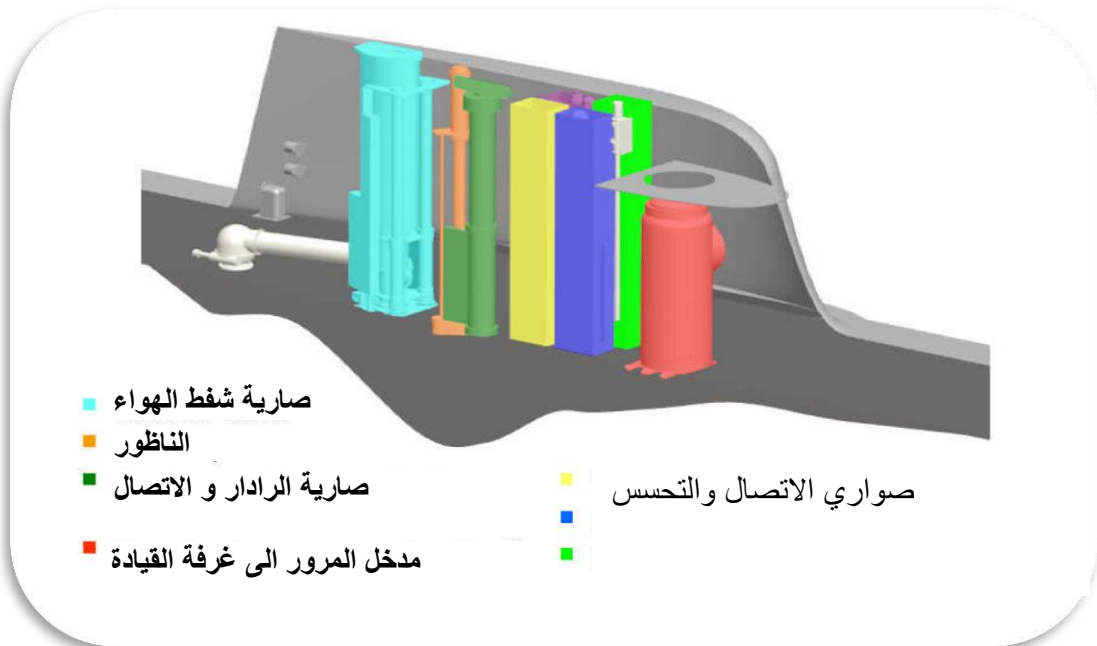 صارية شفط الهواء
الناظور
صارية الرادار و الاتصال
صواري الاتصال والتحسس
مدخل المرور الى غرفة القيادة